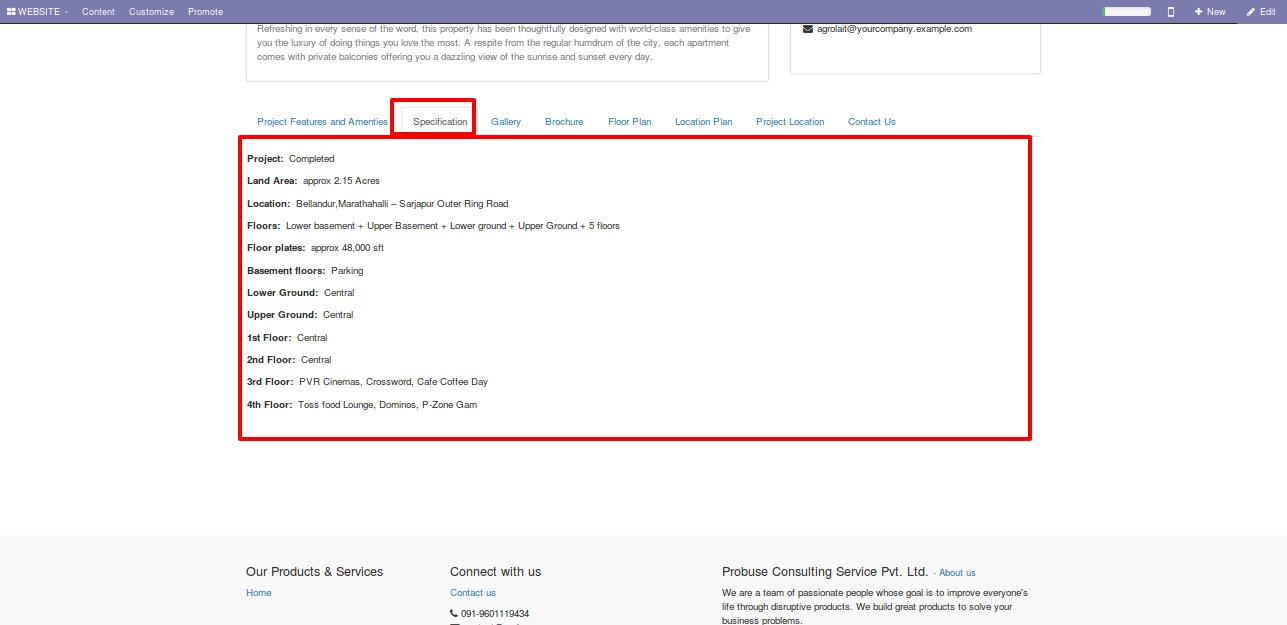 WEBSITE Content Customize Promote New Edit
Refreshing in every sense of the word, this property has been thoughtfully designed with world-class amenities to give
you the luxury of doing things you love the most. A respite from the regular humdrum of the city, each apartment
comes with private balconies offering you a dazzling view of the sunrise and sunset every day.
agrolait@yourcompany.example.com
Project Features and Amenties Specification Gallery Brochure Floor Plan Location Plan Project Location Contact Us
Project: Completed
Land Area: approx 2.15 Acres
Location: Bellandur,Marathahalli – Sarjapur Outer Ring Road
Floors: Lower basement + Upper Basement + Lower ground + Upper Ground + 5 floors
Floor plates: approx 48,000 sft
Basement floors: Parking
Lower Ground: Central
Upper Ground: Central
1st Floor: Central
2nd Floor: Central
3rd Floor: PVR Cinemas, Crossword, Cafe Coffee Day
4th Floor: Toss food Lounge, Dominos, P-Zone Gam
Our Products & Services
Home
Connect with us
Contact us
091-9601119434
Probuse Consulting Service Pvt. Ltd. - About us
We are a team of passionate people whose goal is to improve everyone's
life through disruptive products. We build great products to solve your
business problems.